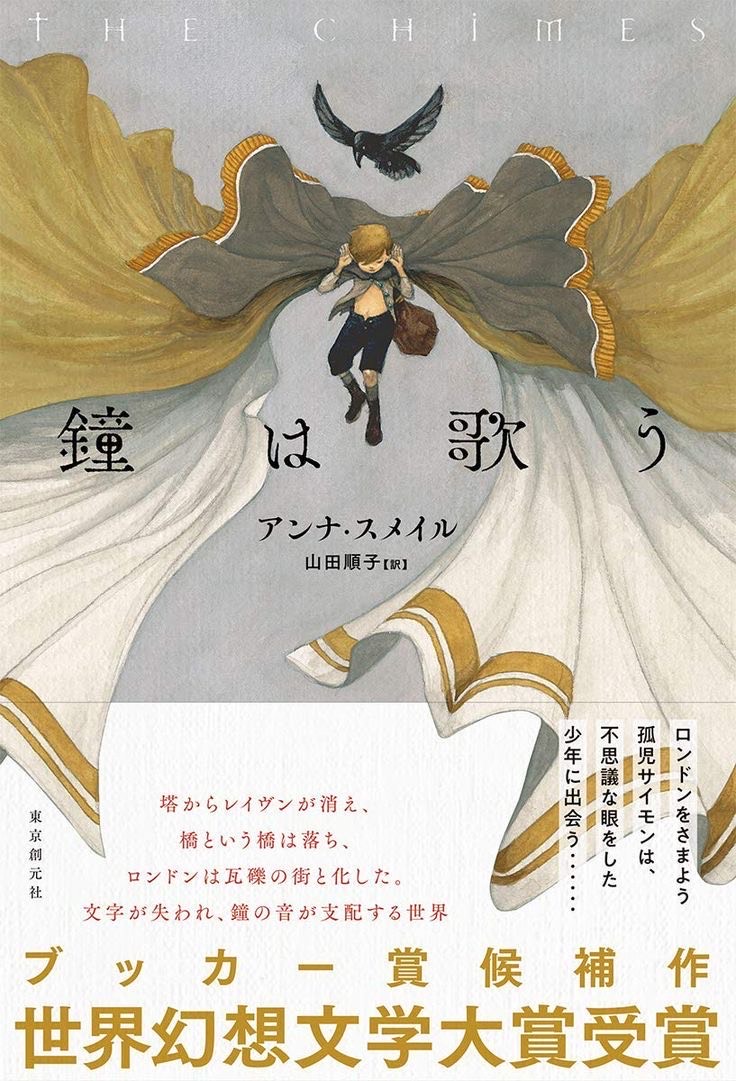 THE CHIMES
鐘は歌う
アンナ・スメイル
山田順子【訳】
ロンドンをさまよう
孤児サイモンは、
不思議な眼をした
少年に出会う……
塔からレイヴンが消え、
橋という橋は落ち、
ロンドンは瓦礫の街と化した。
文字が失われ、鐘の音が支配する世界
東京創元社
ブッカー賞候補作
世界幻想文学大賞受賞